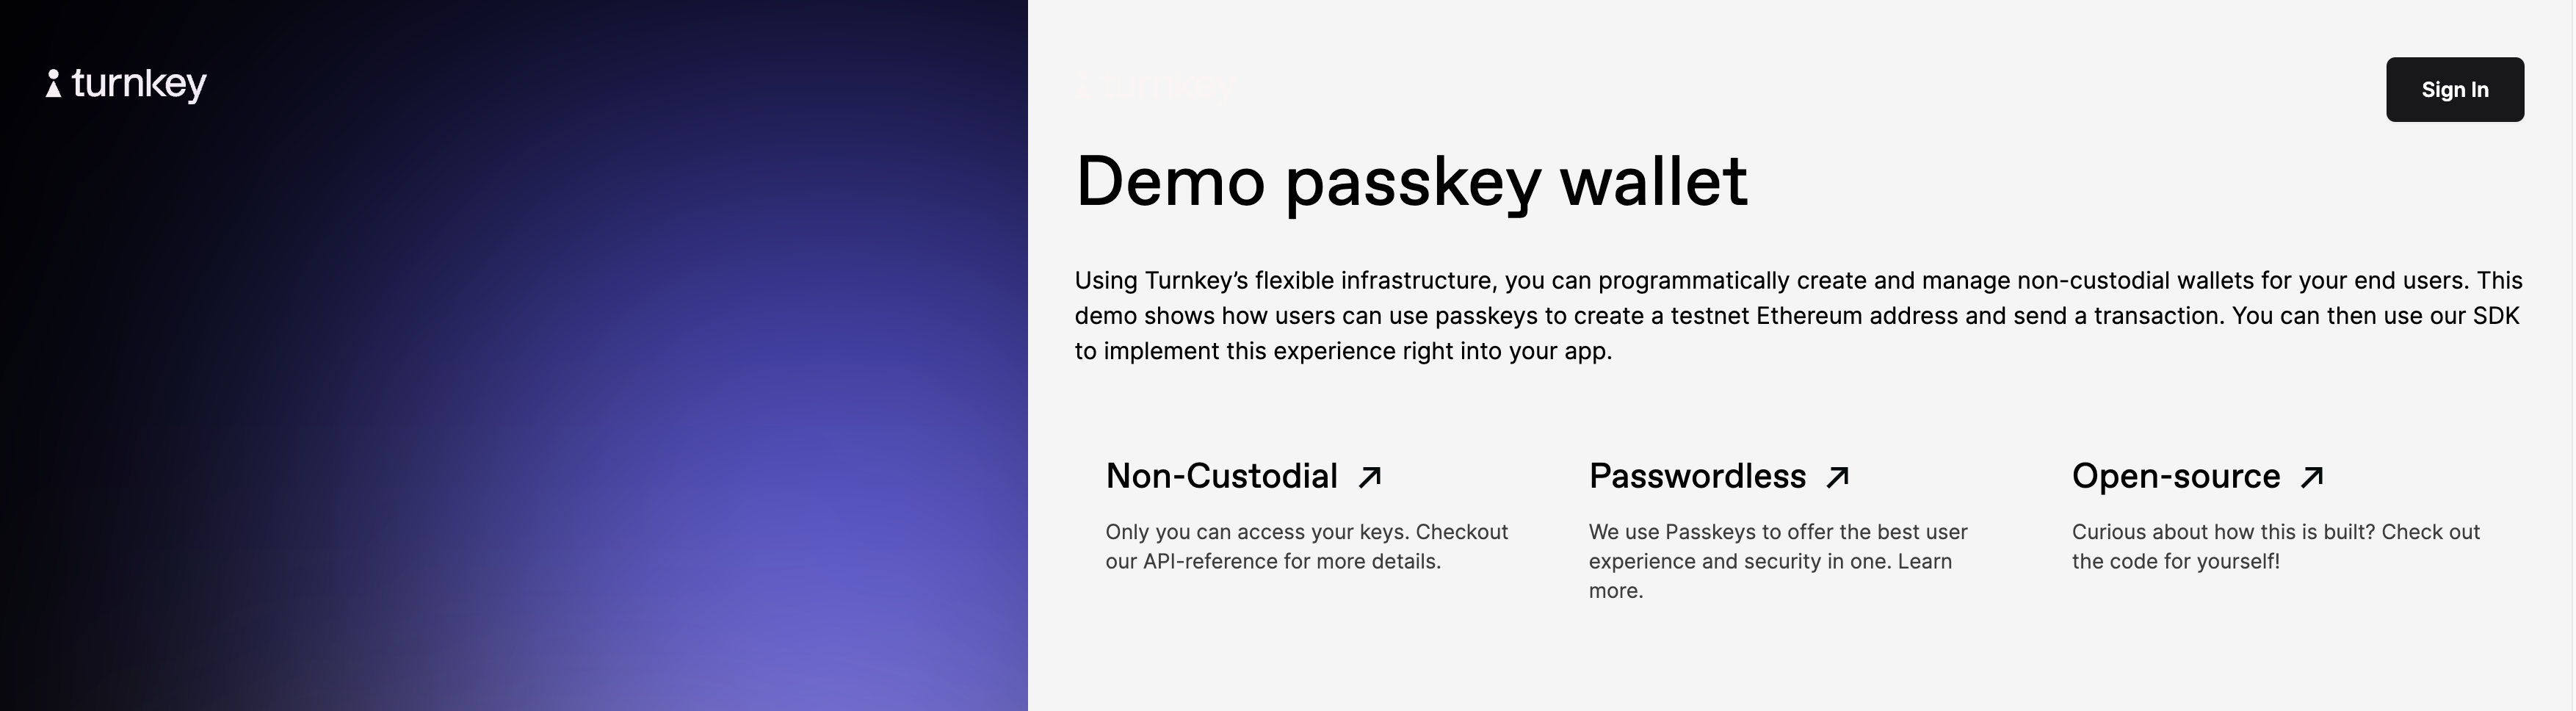 turnkey
turnkey
Sign In
Demo passkey wallet
Using Turnkey’s flexible infrastructure, you can programmatically create and manage non-custodial wallets for your end users. This
demo shows how users can use passkeys to create a testnet Ethereum address and send a transaction. You can then use our SDK
to implement this experience right into your app.
Non-Custodial
Only you can access your keys. Checkout
our API-reference for more details.
Passwordless
We use Passkeys to offer the best user
experience and security in one. Learn
more.
Open-source
Curious about how this is built? Check out
the code for yourself!